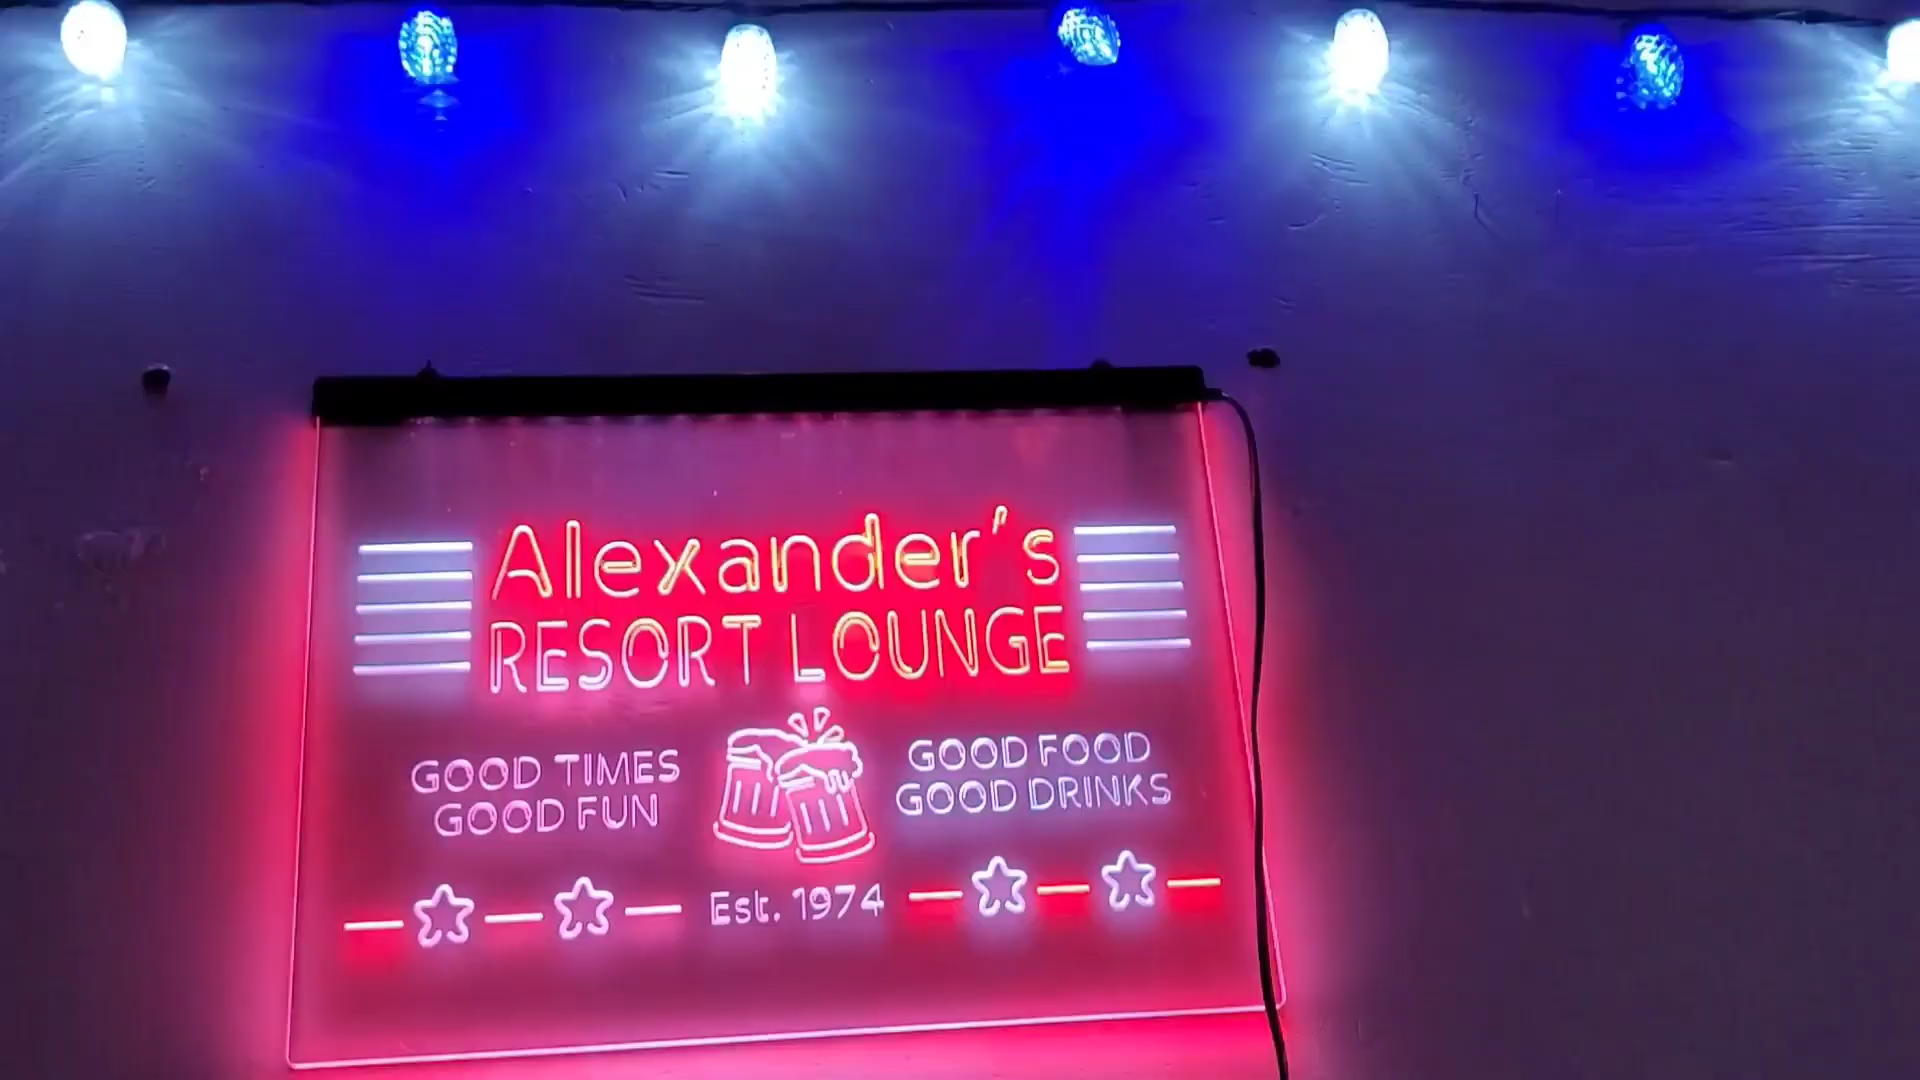 Alexander's
RESORT LOUNGE
GOOD TIMES
GOOD FUN
GOOD FOOD
GOOD DRINKS
Est. 1974